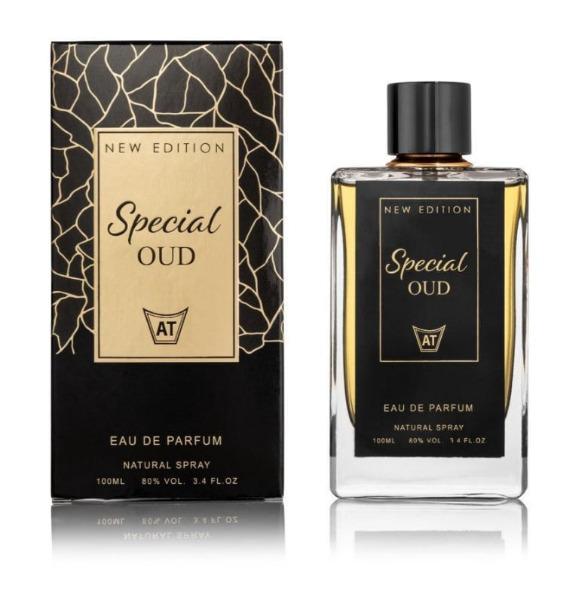 NEW EDITION
Special
OUD
AT
EAU DE PARFUM
NATURAL SPRAY
100ML 80% VOL. 3.4 FL.OZ
NEW EDITION
Special
OUD
AT
EAU DE PARFUM
NATURAL SPRAY
100ML 80% VOL. 3.4 FL.OZ